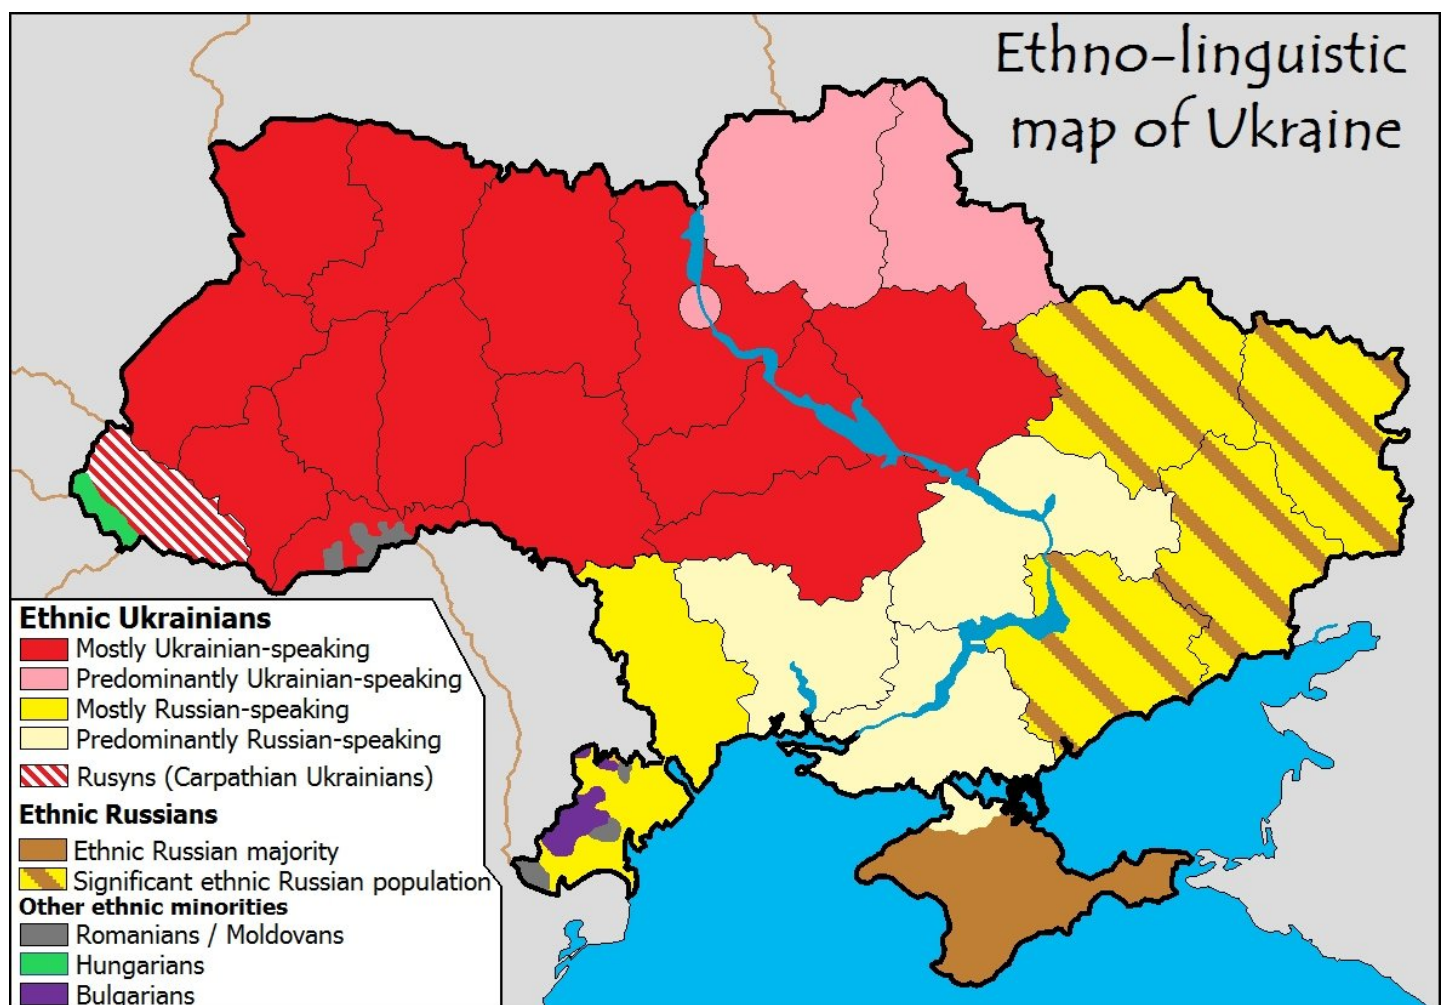 Ethno-linguistic
map of Ukraine
Ethnic Ukrainians
Mostly Ukrainian-speaking
Predominantly Ukrainian-speaking
Mostly Russian-speaking
Predominantly Russian-speaking
Rusyns (Carpathian Ukrainians)
Ethnic Russians
Ethnic Russian majority
Significant ethnic Russian population
Other ethnic minorities
Romanians / Moldovans
Hungarians
Bulgarians